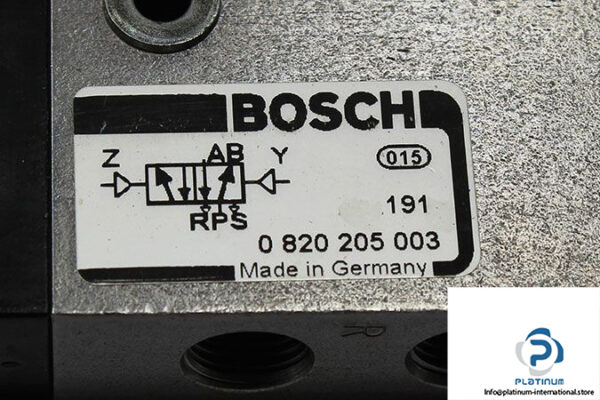 BOSCH
Z AB Y
015
191
RPS
0 820 205 003
Made in Germany
R
PLATINUM
Info@platinum-international.store